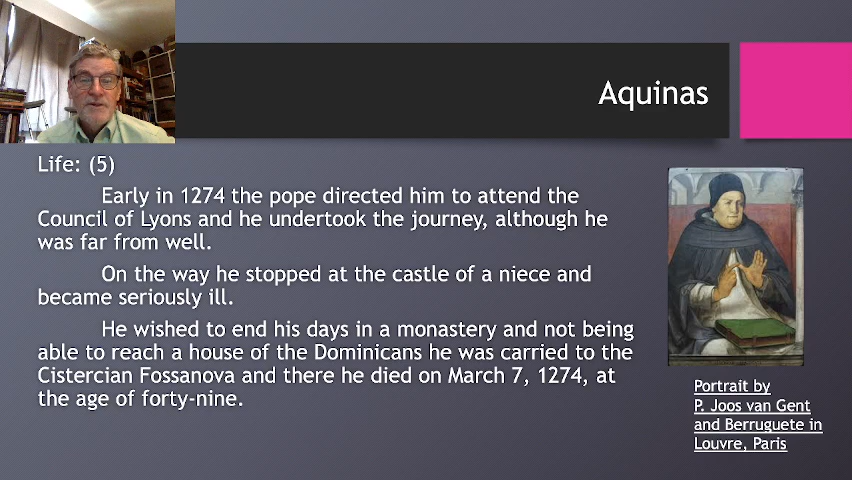 Aquinas
Life: (5)
Early in 1274 the pope directed him to attend the
Council of Lyons and he undertook the journey, although he
was far from well.
On the way he stopped at the castle of a niece and
became seriously ill.
He wished to end his days in a monastery and not being
able to reach a house of the Dominicans he was carried to the
Cistercian Fossanova and there he died on March 7, 1274, at
the age of forty-nine.
Portrait by
P. Joos van Gent
and Berruguete in
Louvre, Paris